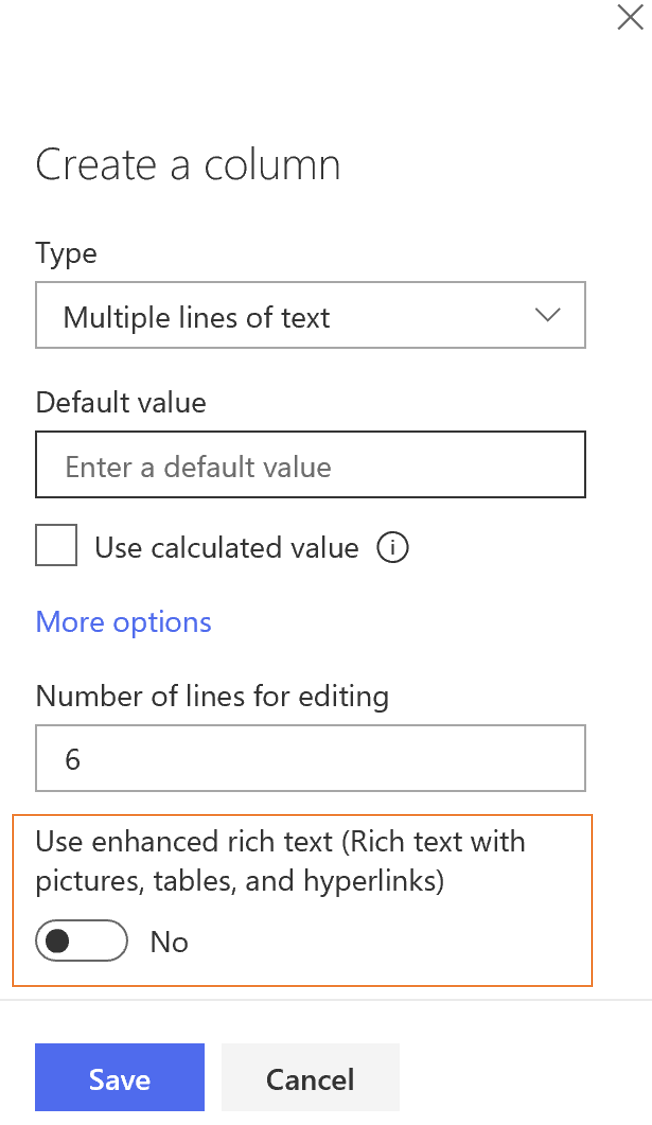 Create a column
Type
Multiple lines of text
Default value
Enter a default value
Use calculated value
More options
Number of lines for editing
6
Use enhanced rich text (Rich text with
pictures, tables, and hyperlinks)
No
Save Cancel